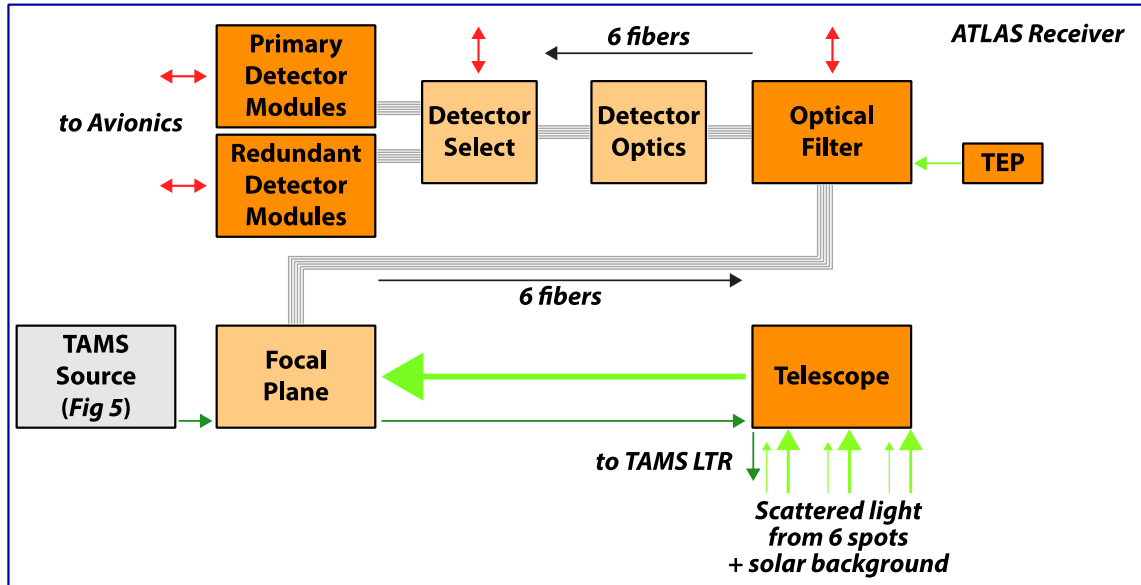 ATLAS Receiver
6 fibers
Primary
Detector
Modules
to Avionics
Redundant
Detector
Modules
Detector
Select
Detector
Optics
Optical
Filter
TEP
6 fibers
TAMS
Source
(Fig 5)
Focal
Plane
Telescope
to TAMS LTR
Scattered light
from 6 spots
+ solar background